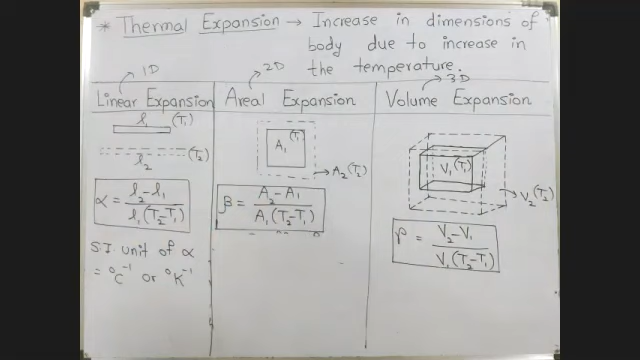 * Thermal Expansion → Increase in dimensions of
body due to increase in
the temperature.
1D
Linear Expansion
l₁ (T₁)
l₂ (T₂)
α = l₂-l₁ / l₁(T₂-T₁)
S.I unit of α
= °C⁻¹ or °K⁻¹
2D
Areal Expansion
A₁ (T₁)
A₂(T₂)
β = A₂-A₁ / A₁(T₂-T₁)
3D
Volume Expansion
V₁(T₁)
V₂(T₂)
γ = V₂-V₁ / V₁(T₂-T₁)